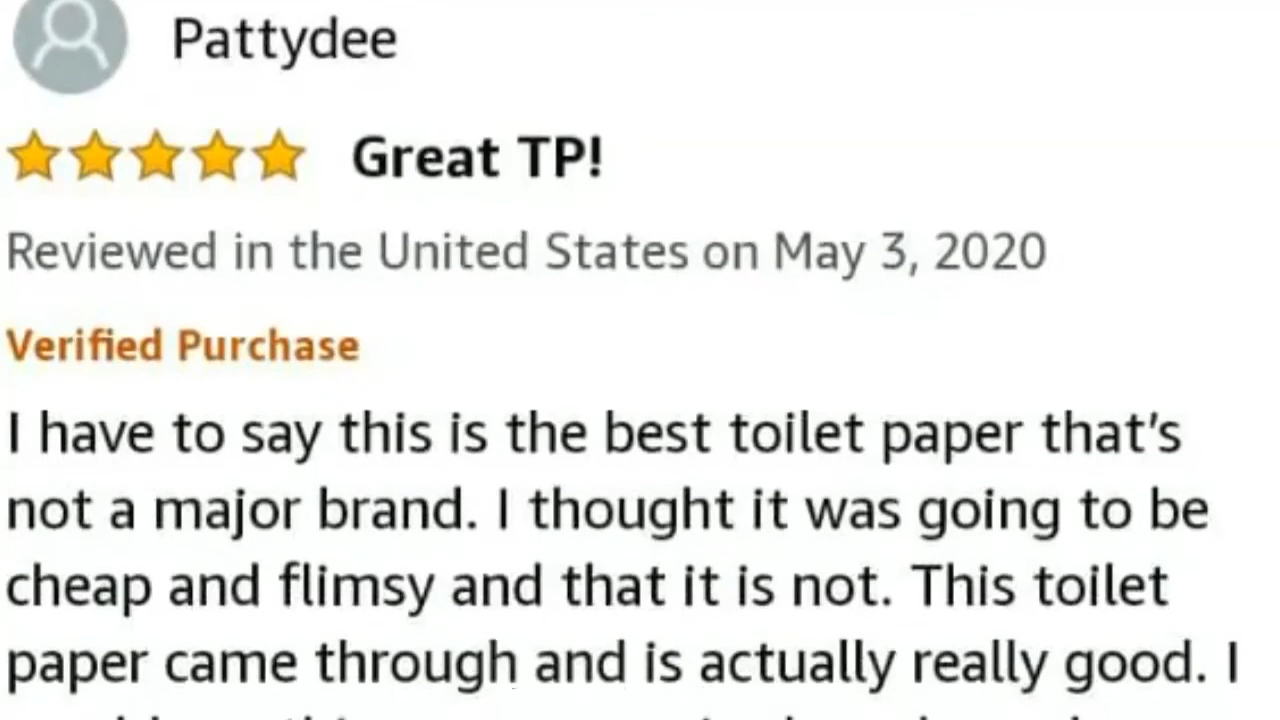 Pattydee
Great TP!
Reviewed in the United States on May 3, 2020
Verified Purchase
I have to say this is the best toilet paper that's
not a major brand. I thought it was going to be
cheap and flimsy and that it is not. This toilet
paper came through and is actually really good. I